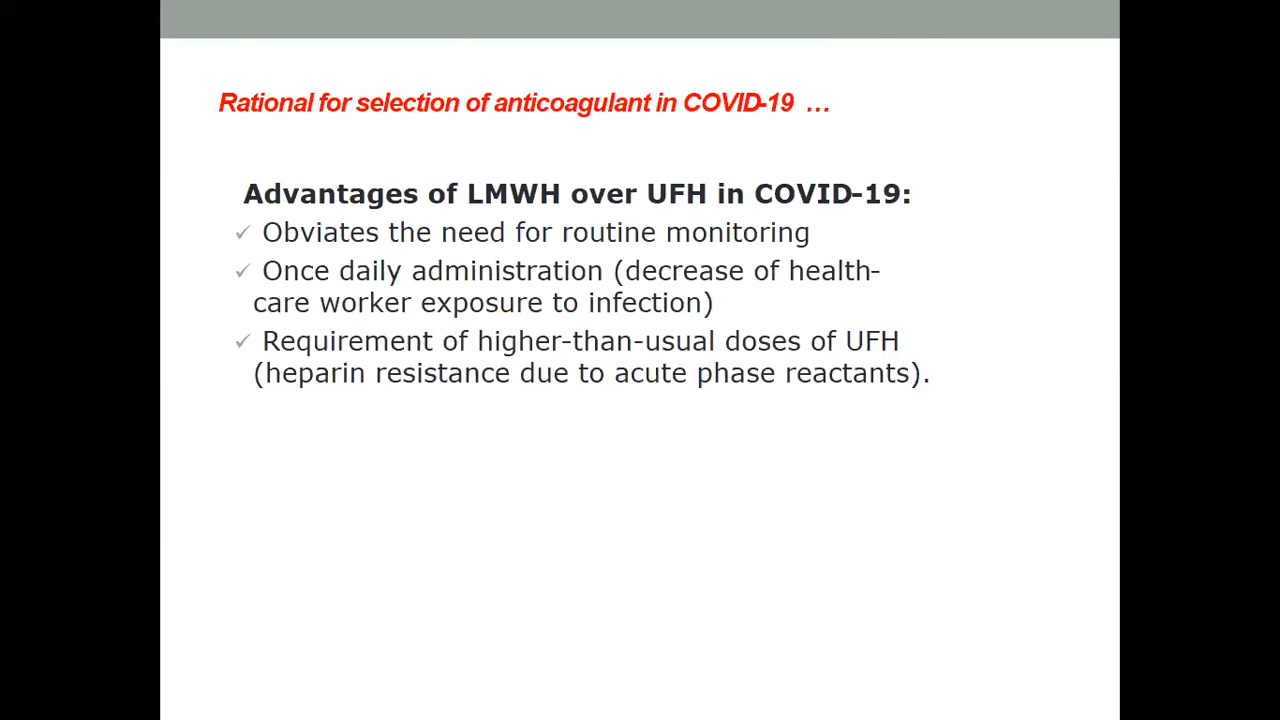 Rational for selection of anticoagulant in COVID-19 …
Advantages of LMWH over UFH in COVID-19:
✓ Obviates the need for routine monitoring
✓ Once daily administration (decrease of health-
care worker exposure to infection)
✓ Requirement of higher-than-usual doses of UFH
(heparin resistance due to acute phase reactants).